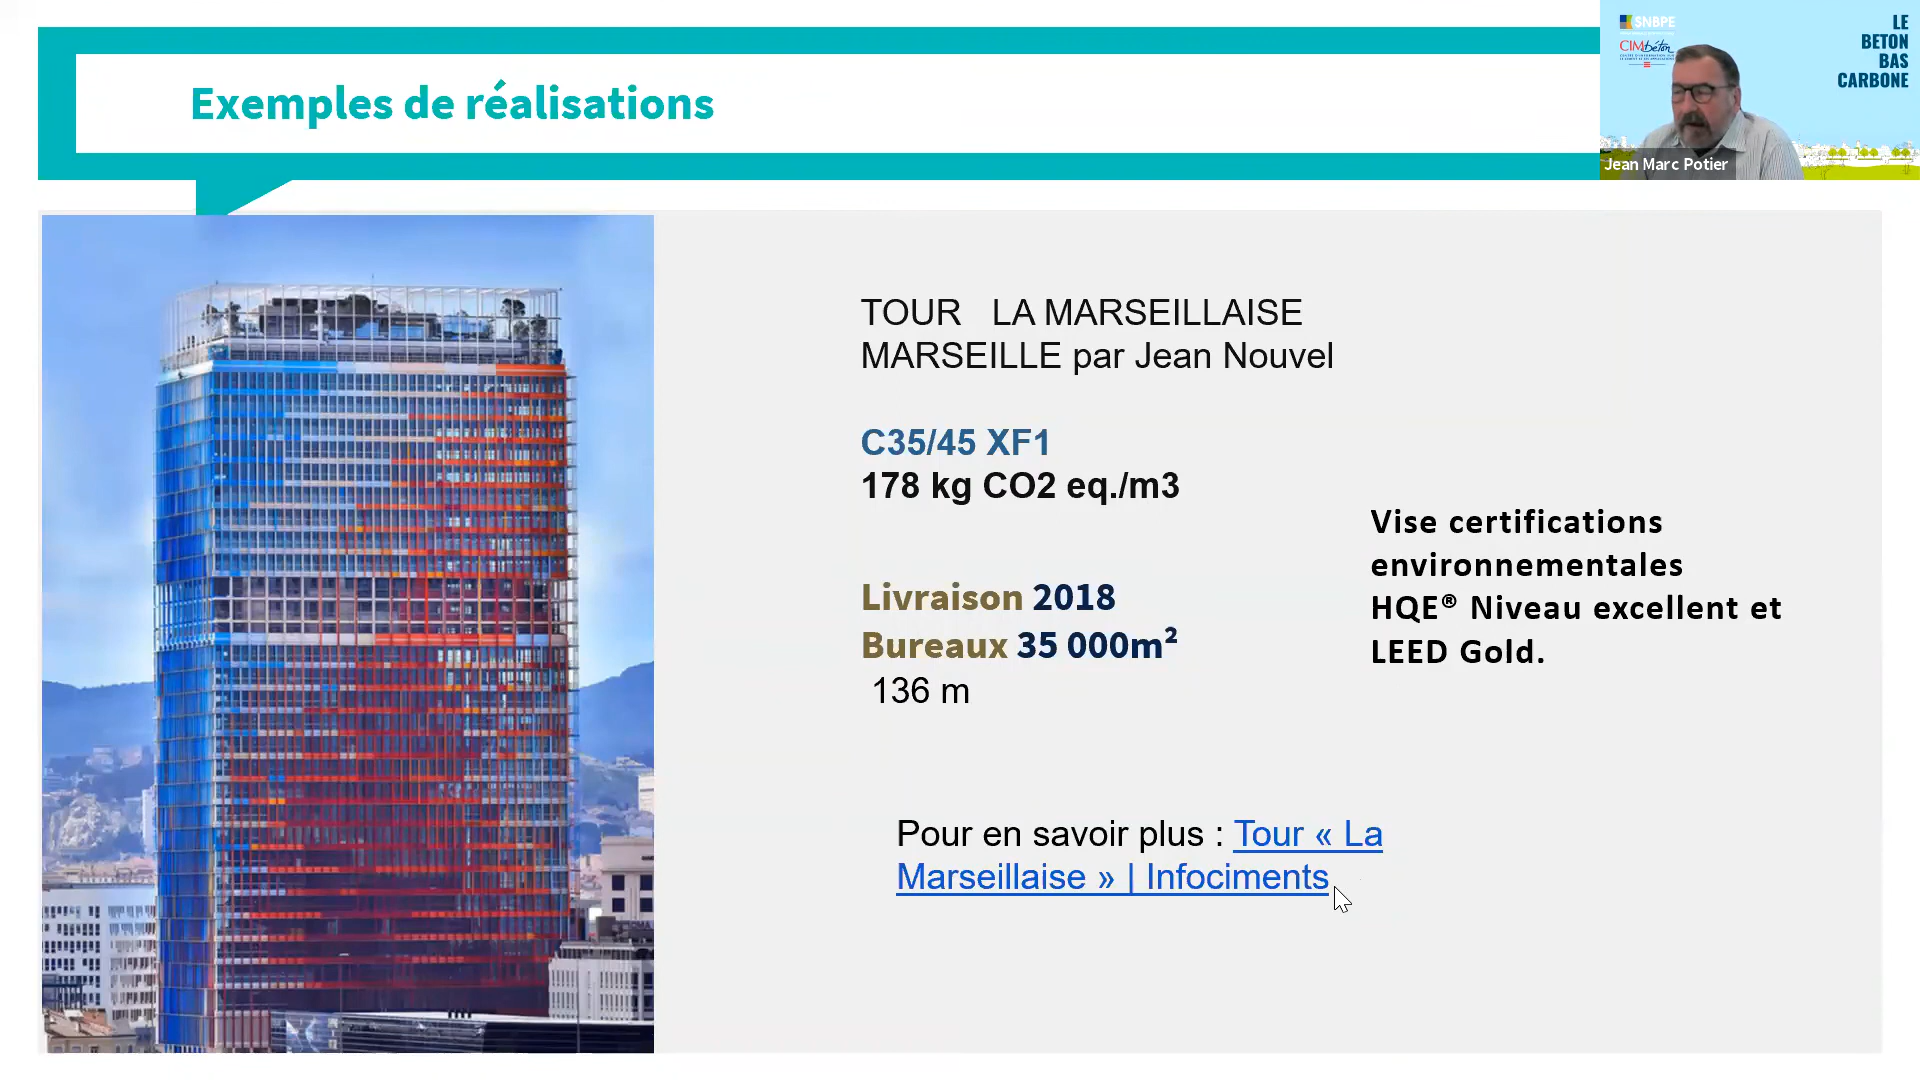 Exemples de réalisations
SNBPE
CIMbéton
LE
BETON
BAS
CARBONE
Jean Marc Potier
TOUR LA MARSEILLAISE
MARSEILLE par Jean Nouvel
C35/45 XF1
178 kg CO2 eq./m3
Vise certifications
environnementales
HQE® Niveau excellent et
LEED Gold.
Livraison 2018
Bureaux 35 000m²
136 m
Pour en savoir plus : Tour « La
Marseillaise » | Infociments